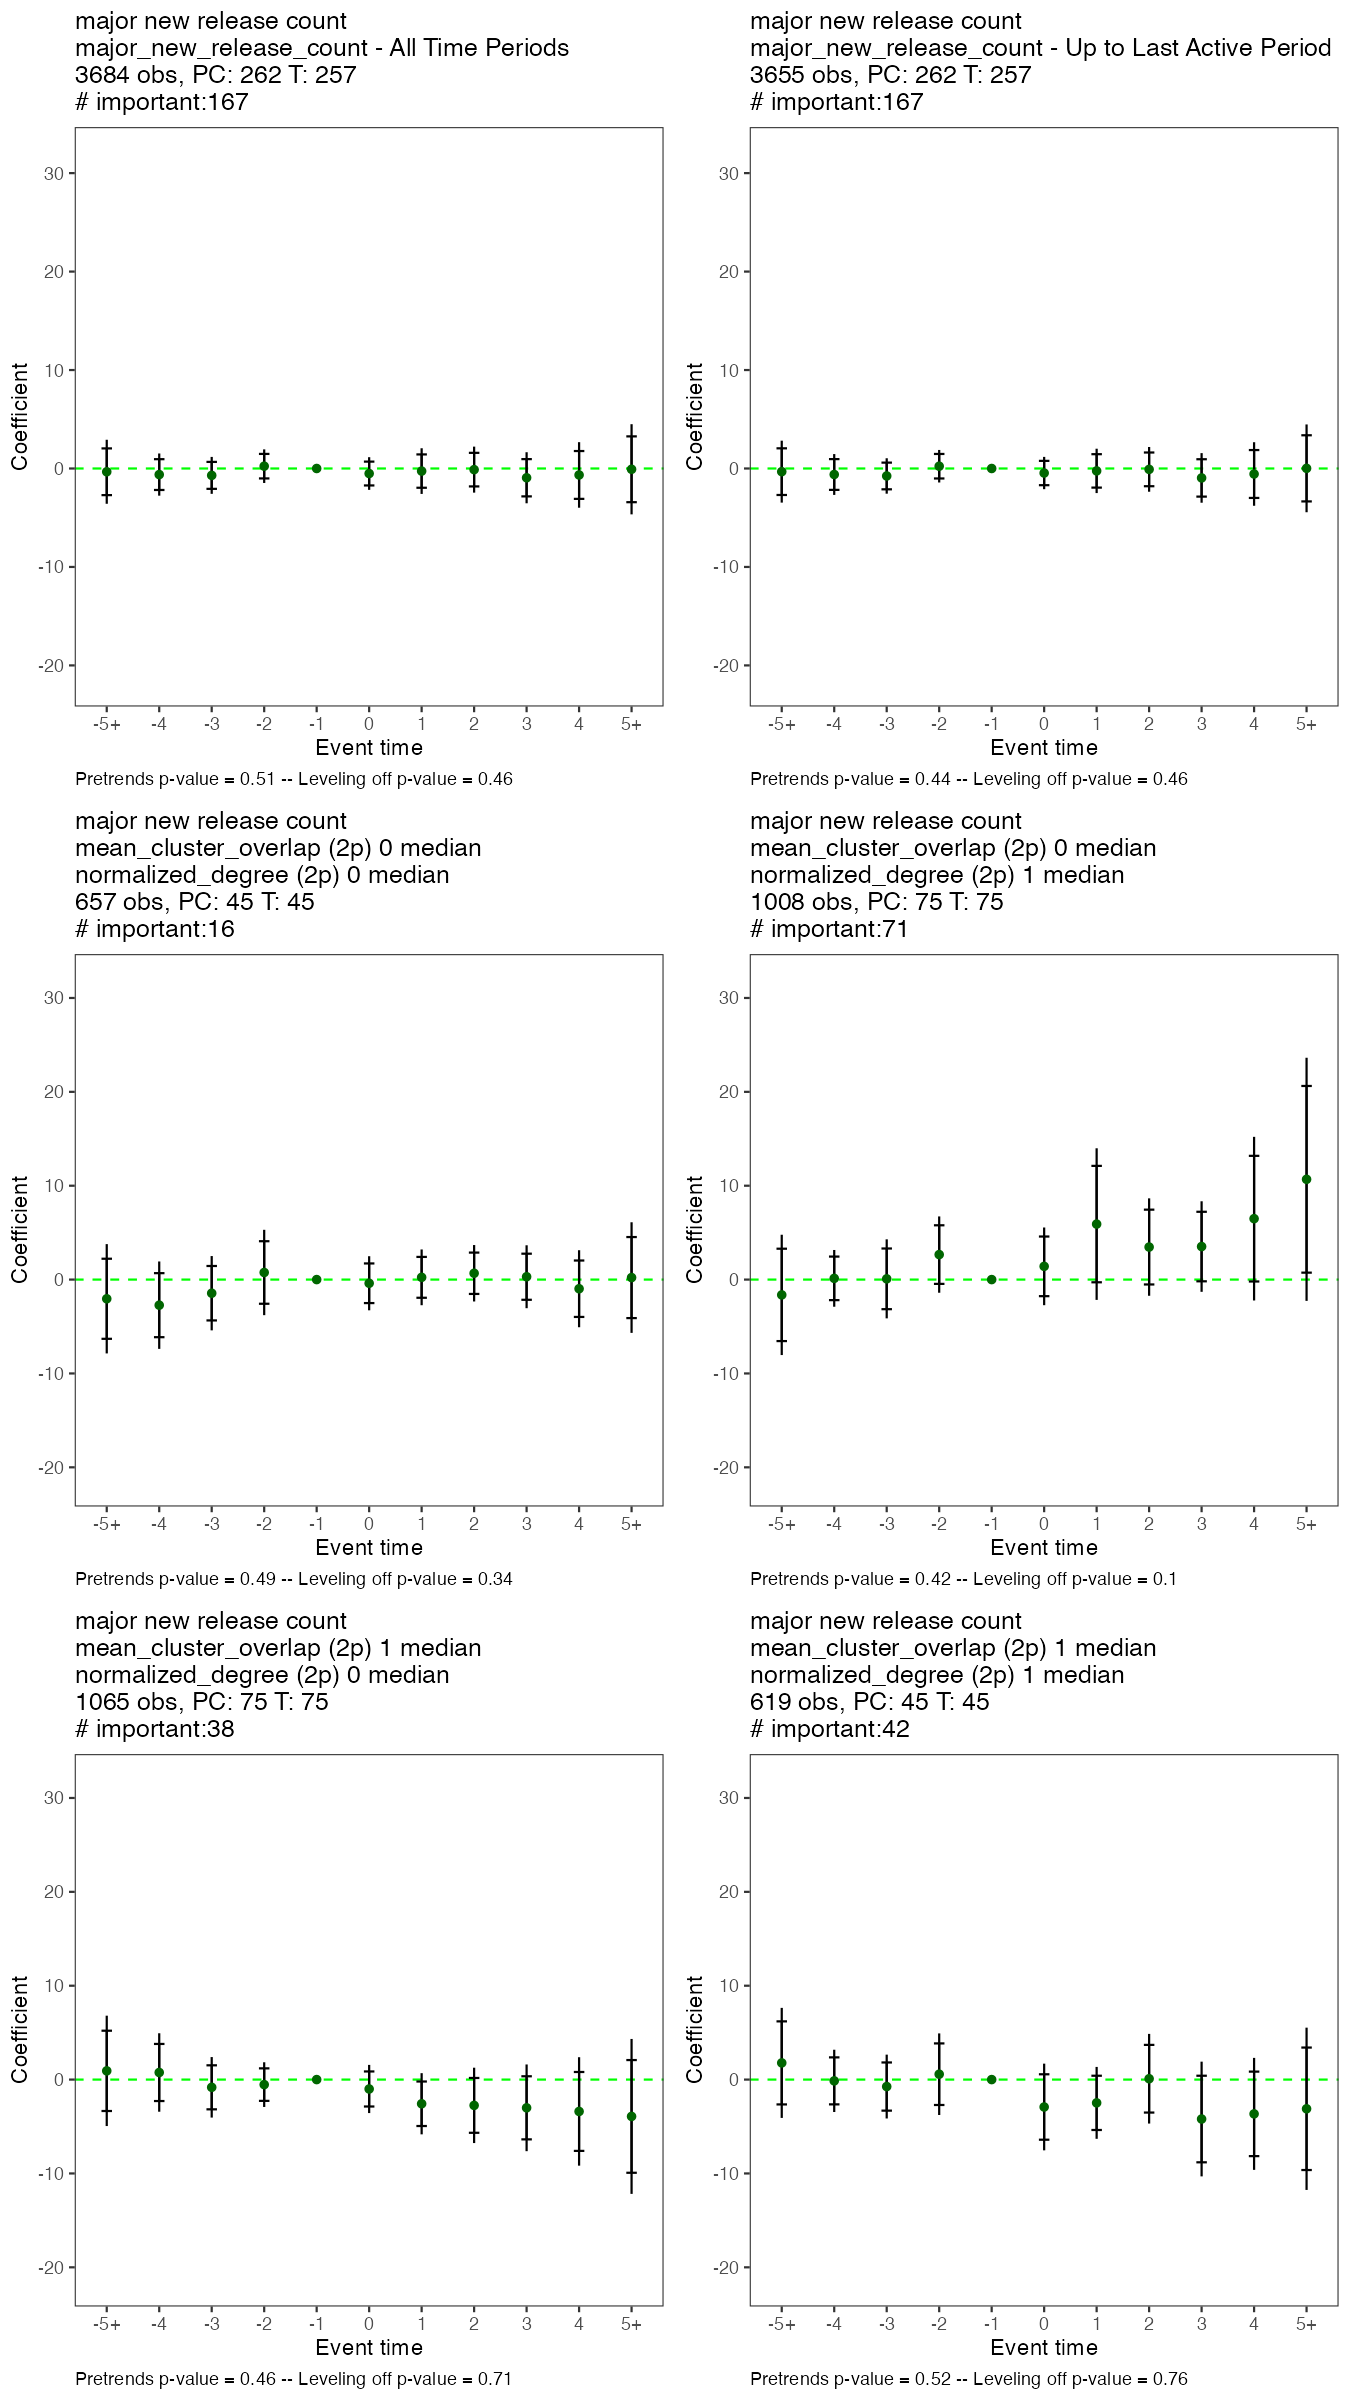 major new release count
major_new_release_count - All Time Periods
3684 obs, PC: 262 T: 257
# important:167
30
20
10
0
-10
-20
Coefficient
-5+ -4 -3 -2 -1 0 1 2 3 4 5+
Event time
Pretrends p-value = 0.51 -- Leveling off p-value = 0.46
major new release count
major_new_release_count - Up to Last Active Period
3655 obs, PC: 262 T: 257
# important:167
30
20
10
0
-10
-20
Coefficient
-5+ -4 -3 -2 -1 0 1 2 3 4 5+
Event time
Pretrends p-value = 0.44 -- Leveling off p-value = 0.46
major new release count
mean_cluster_overlap (2p) 0 median
normalized_degree (2p) 0 median
657 obs, PC: 45 T: 45
# important:16
30
20
10
0
-10
-20
Coefficient
-5+ -4 -3 -2 -1 0 1 2 3 4 5+
Event time
Pretrends p-value = 0.49 -- Leveling off p-value = 0.34
major new release count
mean_cluster_overlap (2p) 0 median
normalized_degree (2p) 1 median
1008 obs, PC: 75 T: 75
# important:71
30
20
10
0
-10
-20
Coefficient
-5+ -4 -3 -2 -1 0 1 2 3 4 5+
Event time
Pretrends p-value = 0.42 -- Leveling off p-value = 0.1
major new release count
mean_cluster_overlap (2p) 1 median
normalized_degree (2p) 0 median
1065 obs, PC: 75 T: 75
# important:38
30
20
10
0
-10
-20
Coefficient
-5+ -4 -3 -2 -1 0 1 2 3 4 5+
Event time
Pretrends p-value = 0.46 -- Leveling off p-value = 0.71
major new release count
mean_cluster_overlap (2p) 1 median
normalized_degree (2p) 1 median
619 obs, PC: 45 T: 45
# important:42
30
20
10
0
-10
-20
Coefficient
-5+ -4 -3 -2 -1 0 1 2 3 4 5+
Event time
Pretrends p-value = 0.52 -- Leveling off p-value = 0.76